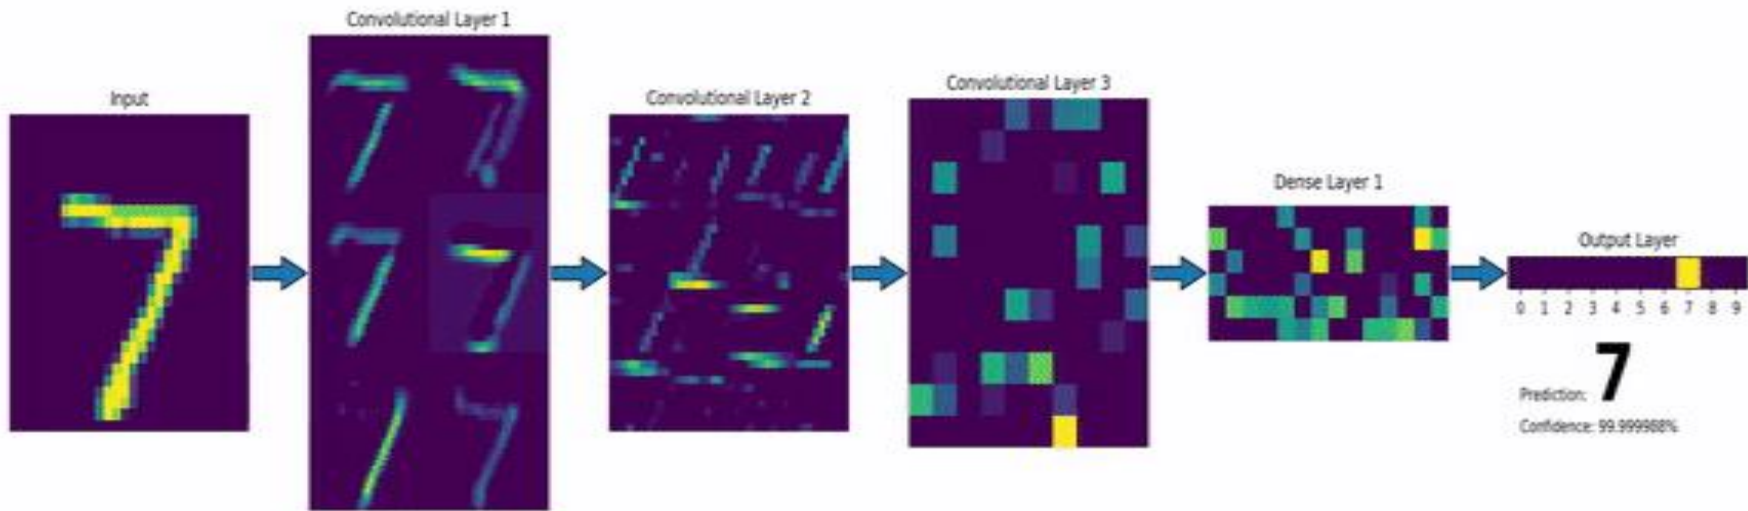 Convolutional Layer 1
Input
Convolutional Layer 2
Convolutional Layer 3
Dense Layer 1
Output Layer
0 1 2 3 4 5 6 7 8 9
Prediction: 7
Confidence: 99.999988%